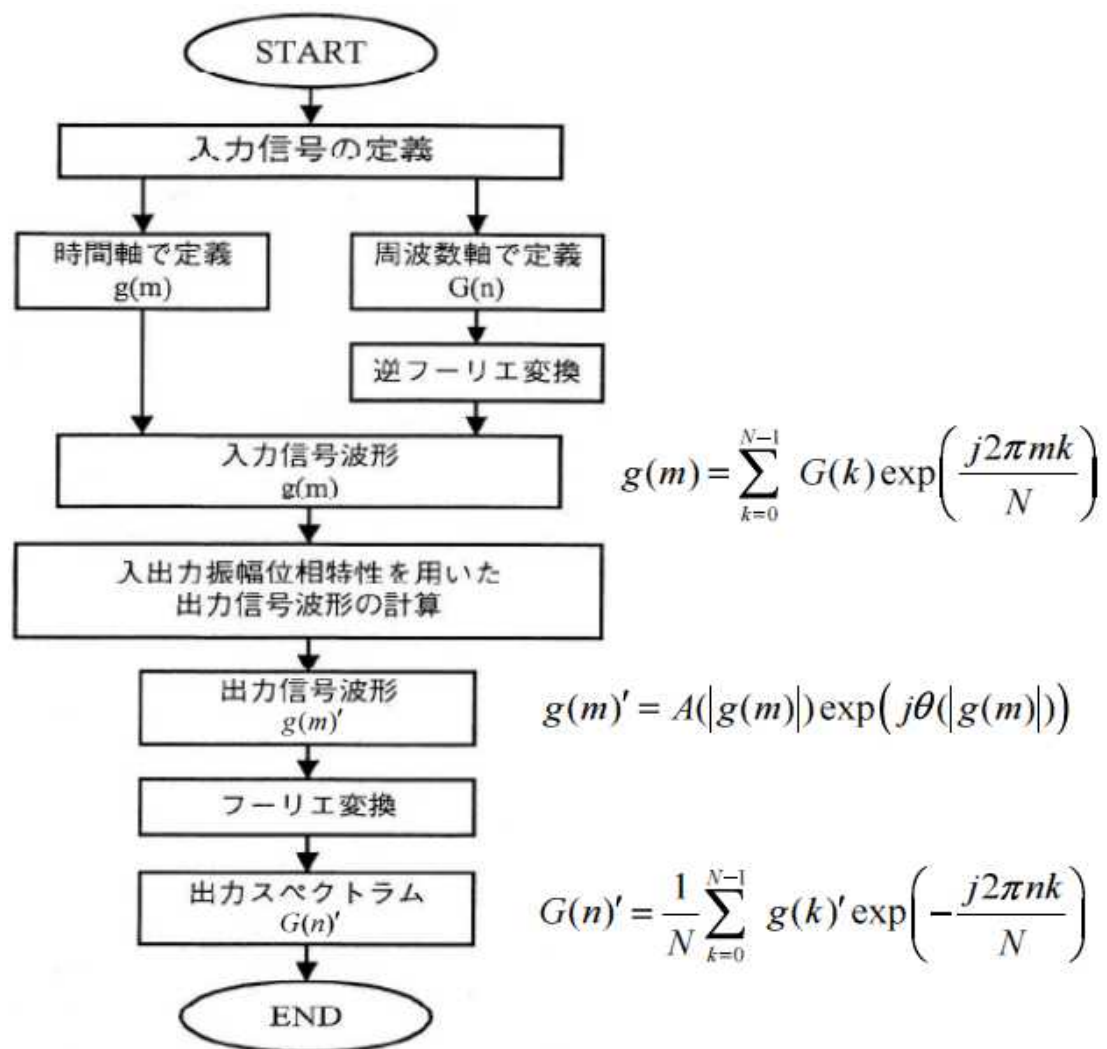 START
入力信号の定義
時間軸で定義
g(m)
周波数軸で定義
G(n)
逆フーリエ変換
入力信号波形
g(m)
g(m) = \sum_{k=0}^{N-1} G(k) exp(j2πmk / N)
入出力振幅位相特性を用いた
出力信号波形の計算
出力信号波形
g(m)′
g(m)′ = A(|g(m)|) exp(jθ(|g(m)|))
フーリエ変換
出力スペクトラム
G(n)′
G(n)′ = \frac{1}{N} \sum_{k=0}^{N-1} g(k)′ exp(−j2πnk / N)
END